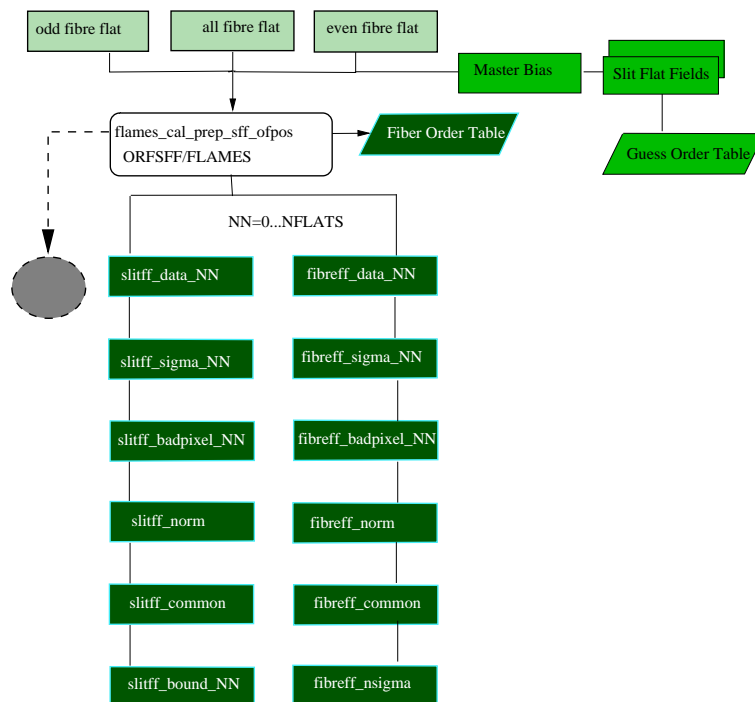 odd fibre flat
all fibre flat
even fibre flat
Master Bias
Slit Flat Fields
flames_cal_prep_sff_ofpos
ORFSFF/FLAMES
Fiber Order Table
Guess Order Table
NN=0...NFLATS
slitff_data_NN
fibreff_data_NN
slitff_sigma_NN
fibreff_sigma_NN
slitff_badpixel_NN
fibreff_badpixel_NN
slitff_norm
fibreff_norm
slitff_common
fibreff_common
slitff_bound_NN
fibreff_nsigma